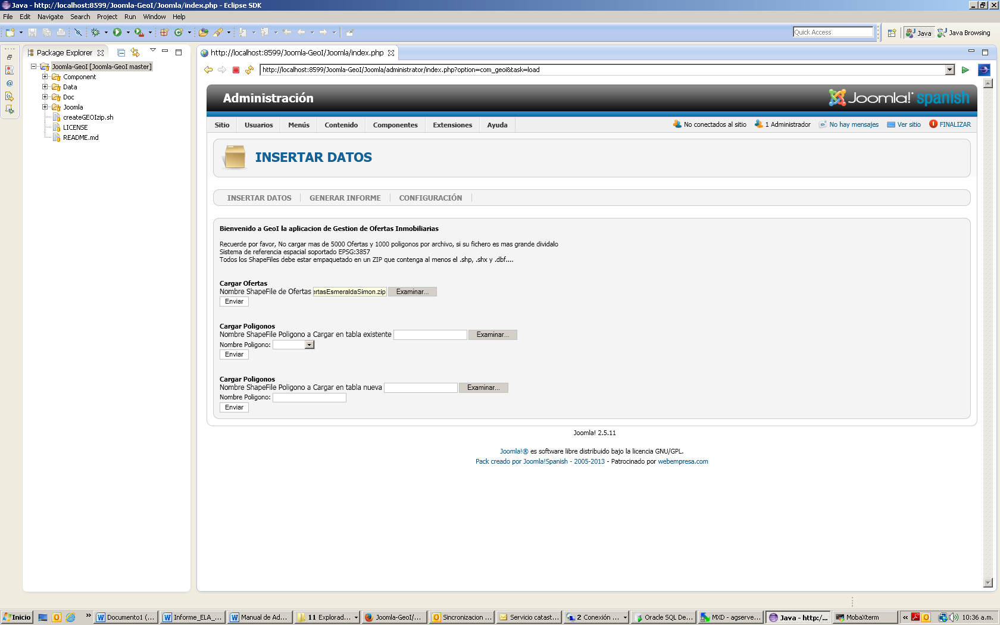 Java - http://localhost:8599/Joomla-GeoI/Joomla/index.php - Eclipse SDK
File Edit Navigate Search Project Run Window Help
Quick Access
Java
Java Browsing
Package Explorer
Joomla-GeoI [Joomla-GeoI master]
Component
Data
Doc
Joomla
createGEOIzip.sh
LICENSE
README.md
http://localhost:8599/Joomla-GeoI/Joomla/index.php
http://localhost:8599/Joomla-GeoI/Joomla/administrator/index.php?option=com_geoi&task=load
Administración
Joomla! spanish
Sitio Usuarios Menús Contenido Componentes Extensiones Ayuda
No conectados al sitio 1 Administrador No hay mensajes Ver sitio FINALIZAR
INSERTAR DATOS
INSERTAR DATOS GENERAR INFORME CONFIGURACIÓN
Bienvenido a GeoI la aplicacion de Gestion de Ofertas Inmobiliarias
Recuerde por favor, No cargar mas de 5000 Ofertas y 1000 poligonos por archivo, si su fichero es mas grande dividalo
Sistema de referencia espacial soportado EPSG:3857
Todos los ShapeFiles debe estar empaquetado en un ZIP que contenga al menos el .shp, .shx y .dbf....
Cargar Ofertas
Nombre ShapeFile de Ofertas ertasEsmeraldaSimon.zip Examinar...
Enviar
Cargar Poligonos
Nombre ShapeFile Poligono a Cargar en tabla existente Examinar...
Nombre Poligono:
Enviar
Cargar Poligonos
Nombre ShapeFile Poligono a Cargar en tabla nueva Examinar...
Nombre Poligono:
Enviar
Joomla! 2.5.11
Joomla!® es software libre distribuido bajo la licencia GNU/GPL.
Pack creado por Joomla!Spanish - 2005-2013 - Patrocinado por webempresa.com
Inicio » Documento1 (... Informe_ELA_... Manual de Ad... 11 Explorad... Joomla-GeoI/... Sincronizacion ... Servicio catast... 2 Conexión ... Oracle SQL De... MXD - agserve... Java - http:/... MobaXterm « 10:36 a.m.